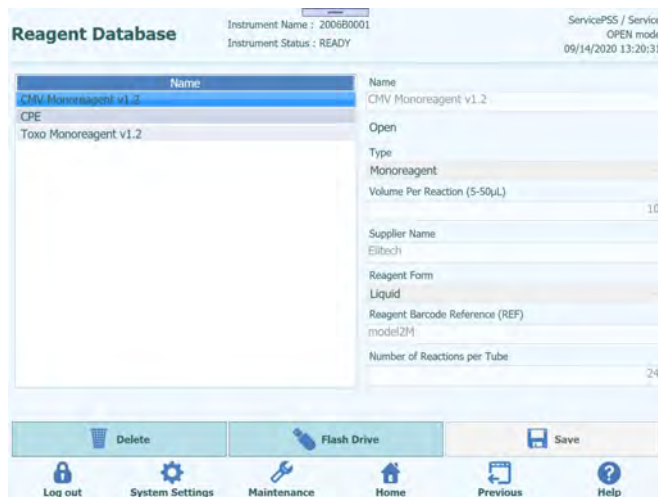 Reagent Database
Instrument Name : 2006B0001
Instrument Status : READY
ServicePSS / Service
OPEN mode
09/14/2020 13:20:31
Name
CMV Monoreagent v1.2
CPE
Toxo Monoreagent v1.2
Name
CMV Monoreagent v1.2
Open
Type
Monoreagent
Volume Per Reaction (5-50µL)
10
Supplier Name
Elitech
Reagent Form
Liquid
Reagent Barcode Reference (REF)
model2M
Number of Reactions per Tube
24
Delete
Flash Drive
Save
Log out
System Settings
Maintenance
Home
Previous
Help